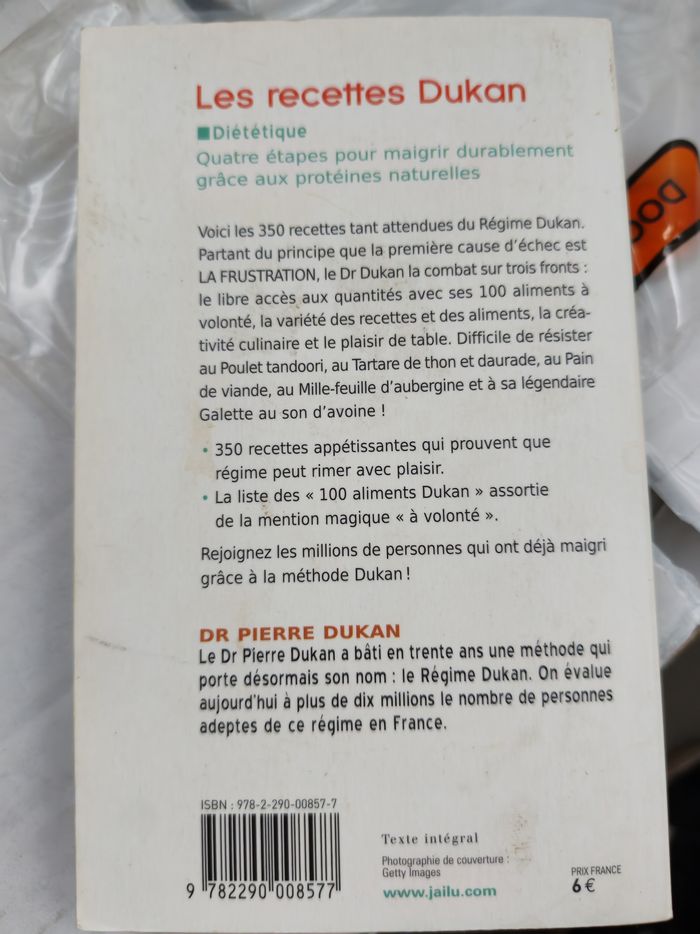 Les recettes Dukan
■Diététique
Quatre étapes pour maigrir durablement
grâce aux protéines naturelles
Voici les 350 recettes tant attendues du Régime Dukan.
Partant du principe que la première cause d'échec est
LA FRUSTRATION, le Dr Dukan la combat sur trois fronts :
le libre accès aux quantités avec ses 100 aliments à
volonté, la variété des recettes et des aliments, la créa-
tivité culinaire et le plaisir de table. Difficile de résister
au Poulet tandoori, au Tartare de thon et daurade, au Pain
de viande, au Mille-feuille d'aubergine et à sa légendaire
Galette au son d'avoine !
• 350 recettes appétissantes qui prouvent que
régime peut rimer avec plaisir.
• La liste des « 100 aliments Dukan » assortie
de la mention magique « à volonté ».
Rejoignez les millions de personnes qui ont déjà maigri
grâce à la méthode Dukan !
DR PIERRE DUKAN
Le Dr Pierre Dukan a bâti en trente ans une méthode qui
porte désormais son nom : le Régime Dukan. On évalue
aujourd'hui à plus de dix millions le nombre de personnes
adeptes de ce régime en France.
ISBN : 978-2-290-00857-7
9 782290 008577
Texte intégral
Photographie de couverture :
Getty Images
www.jailu.com
PRIX FRANCE
6 €